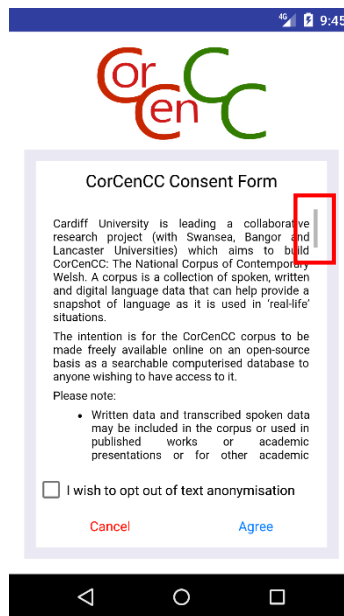 4G 9:45
Cor
Cen
CC
CorCenCC Consent Form
Cardiff University is leading a collaborative
research project (with Swansea, Bangor and
Lancaster Universities) which aims to build
CorCenCC: The National Corpus of Contemporary
Welsh. A corpus is a collection of spoken, written
and digital language data that can help provide a
snapshot of language as it is used in ‘real-life’
situations.
The intention is for the CorCenCC corpus to be
made freely available online on an open-source
basis as a searchable computerised database to
anyone wishing to have access to it.
Please note:
• Written data and transcribed spoken data
may be included in the corpus or used in
published works or academic
presentations or for other academic
I wish to opt out of text anonymisation
Cancel Agree